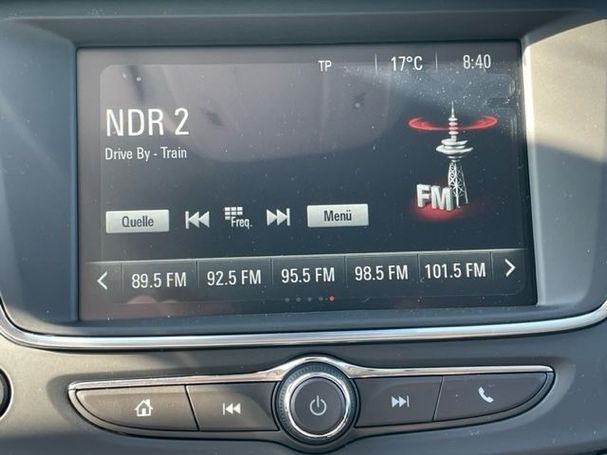 TP 17°C 8:40
NDR 2
Drive By - Train
FM
Quelle Freq. Menü
89.5 FM 92.5 FM 95.5 FM 98.5 FM 101.5 FM